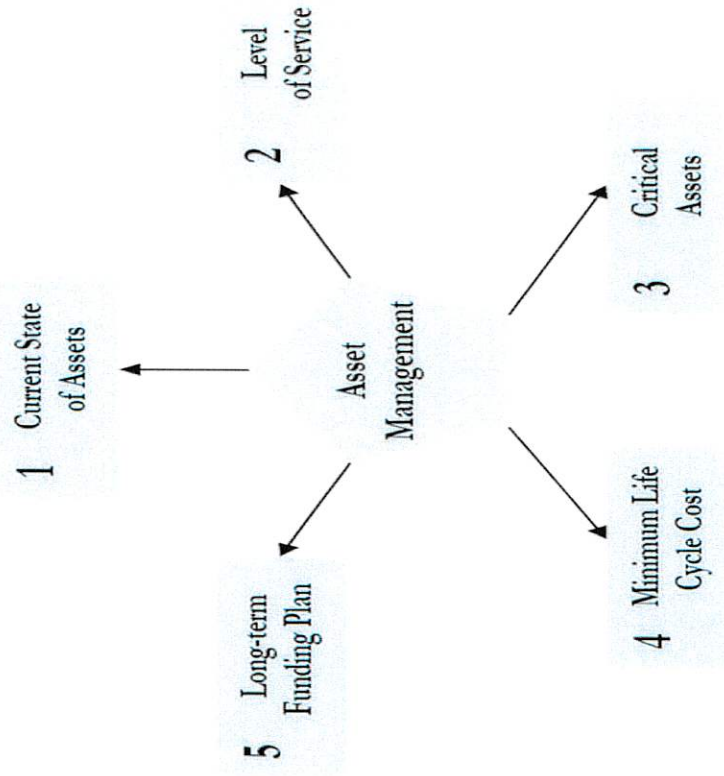 1 Current State
of Assets
2 Level
of Service
3 Critical
Assets
4 Minimum Life
Cycle Cost
5 Long-term
Funding Plan
Asset
Management